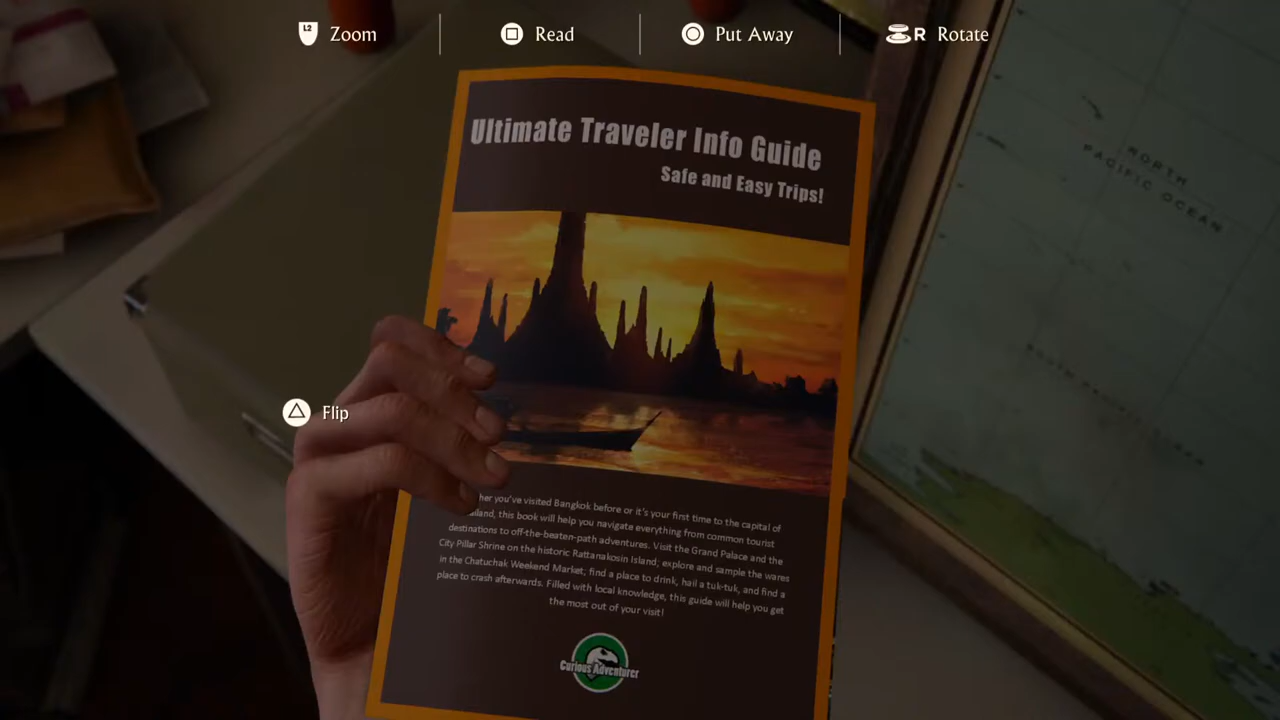 L2 Zoom
Read
Put Away
R Rotate
Ultimate Traveler Info Guide
Safe and Easy Trips!
Flip
her you've visited Bangkok before or it's your first time to the capital of
ailand, this book will help you navigate everything from common tourist
destinations to off-the-beaten-path adventures. Visit the Grand Palace and the
City Pillar Shrine on the historic Rattanakosin Island; explore and sample the wares
in the Chatuchak Weekend Market; find a place to drink, hail a tuk-tuk, and find a
place to crash afterwards. Filled with local knowledge, this guide will help you get
the most out of your visit!
Curious Adventurer
NORTH
PACIFIC OCEAN